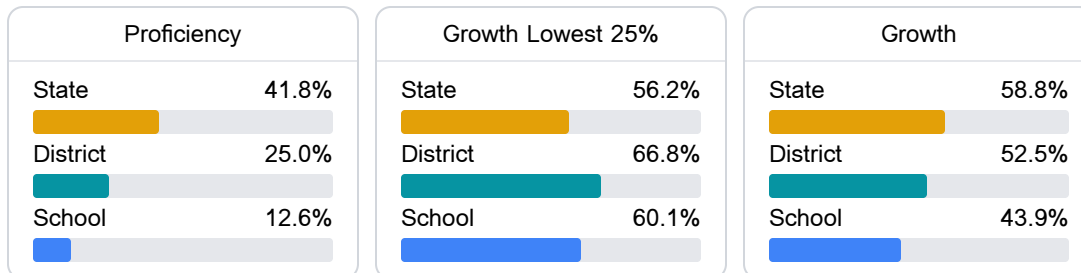 Proficiency
State 41.8%
District 25.0%
School 12.6%
Growth Lowest 25%
State 56.2%
District 66.8%
School 60.1%
Growth
State 58.8%
District 52.5%
School 43.9%